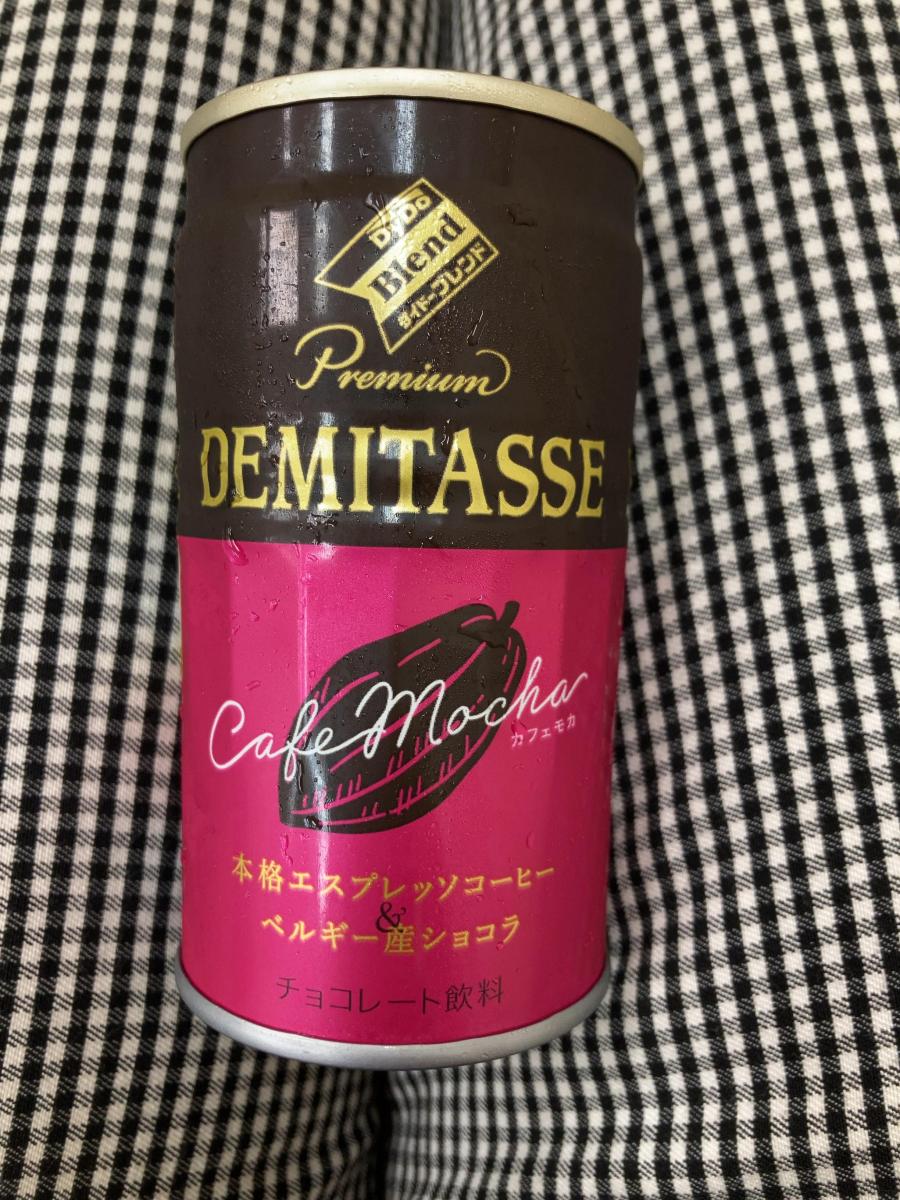 DyDo
Blend
ダイドーブレンド
Premium
DEMITASSE
Cafe Mocha
カフェモカ
本格エスプレッソコーヒー
&
ベルギー産ショコラ
チョコレート飲料